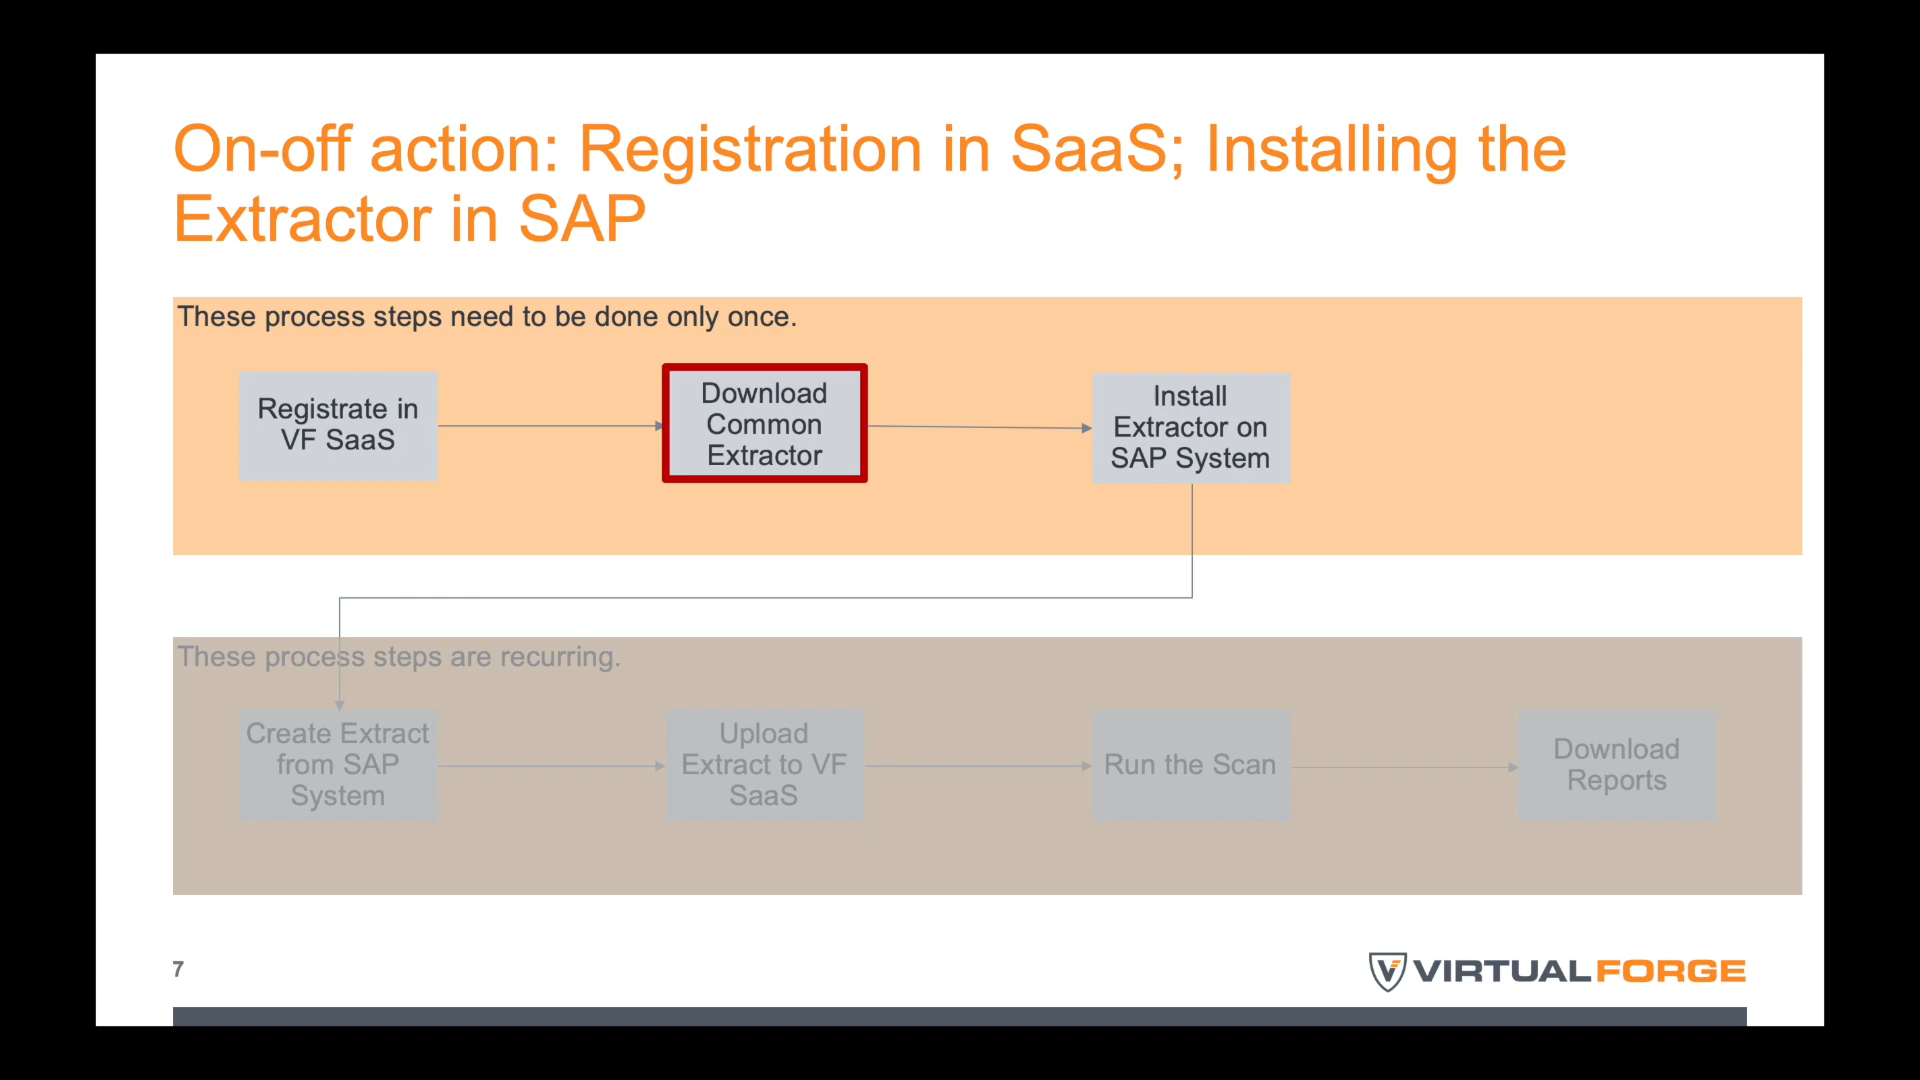 On-off action: Registration in SaaS; Installing the
Extractor in SAP
These process steps need to be done only once.
Registrate in
VF SaaS
Download
Common
Extractor
Install
Extractor on
SAP System
These process steps are recurring.
Create Extract
from SAP
System
Upload
Extract to VF
SaaS
Run the Scan
Download
Reports
7
VIRTUALFORGE